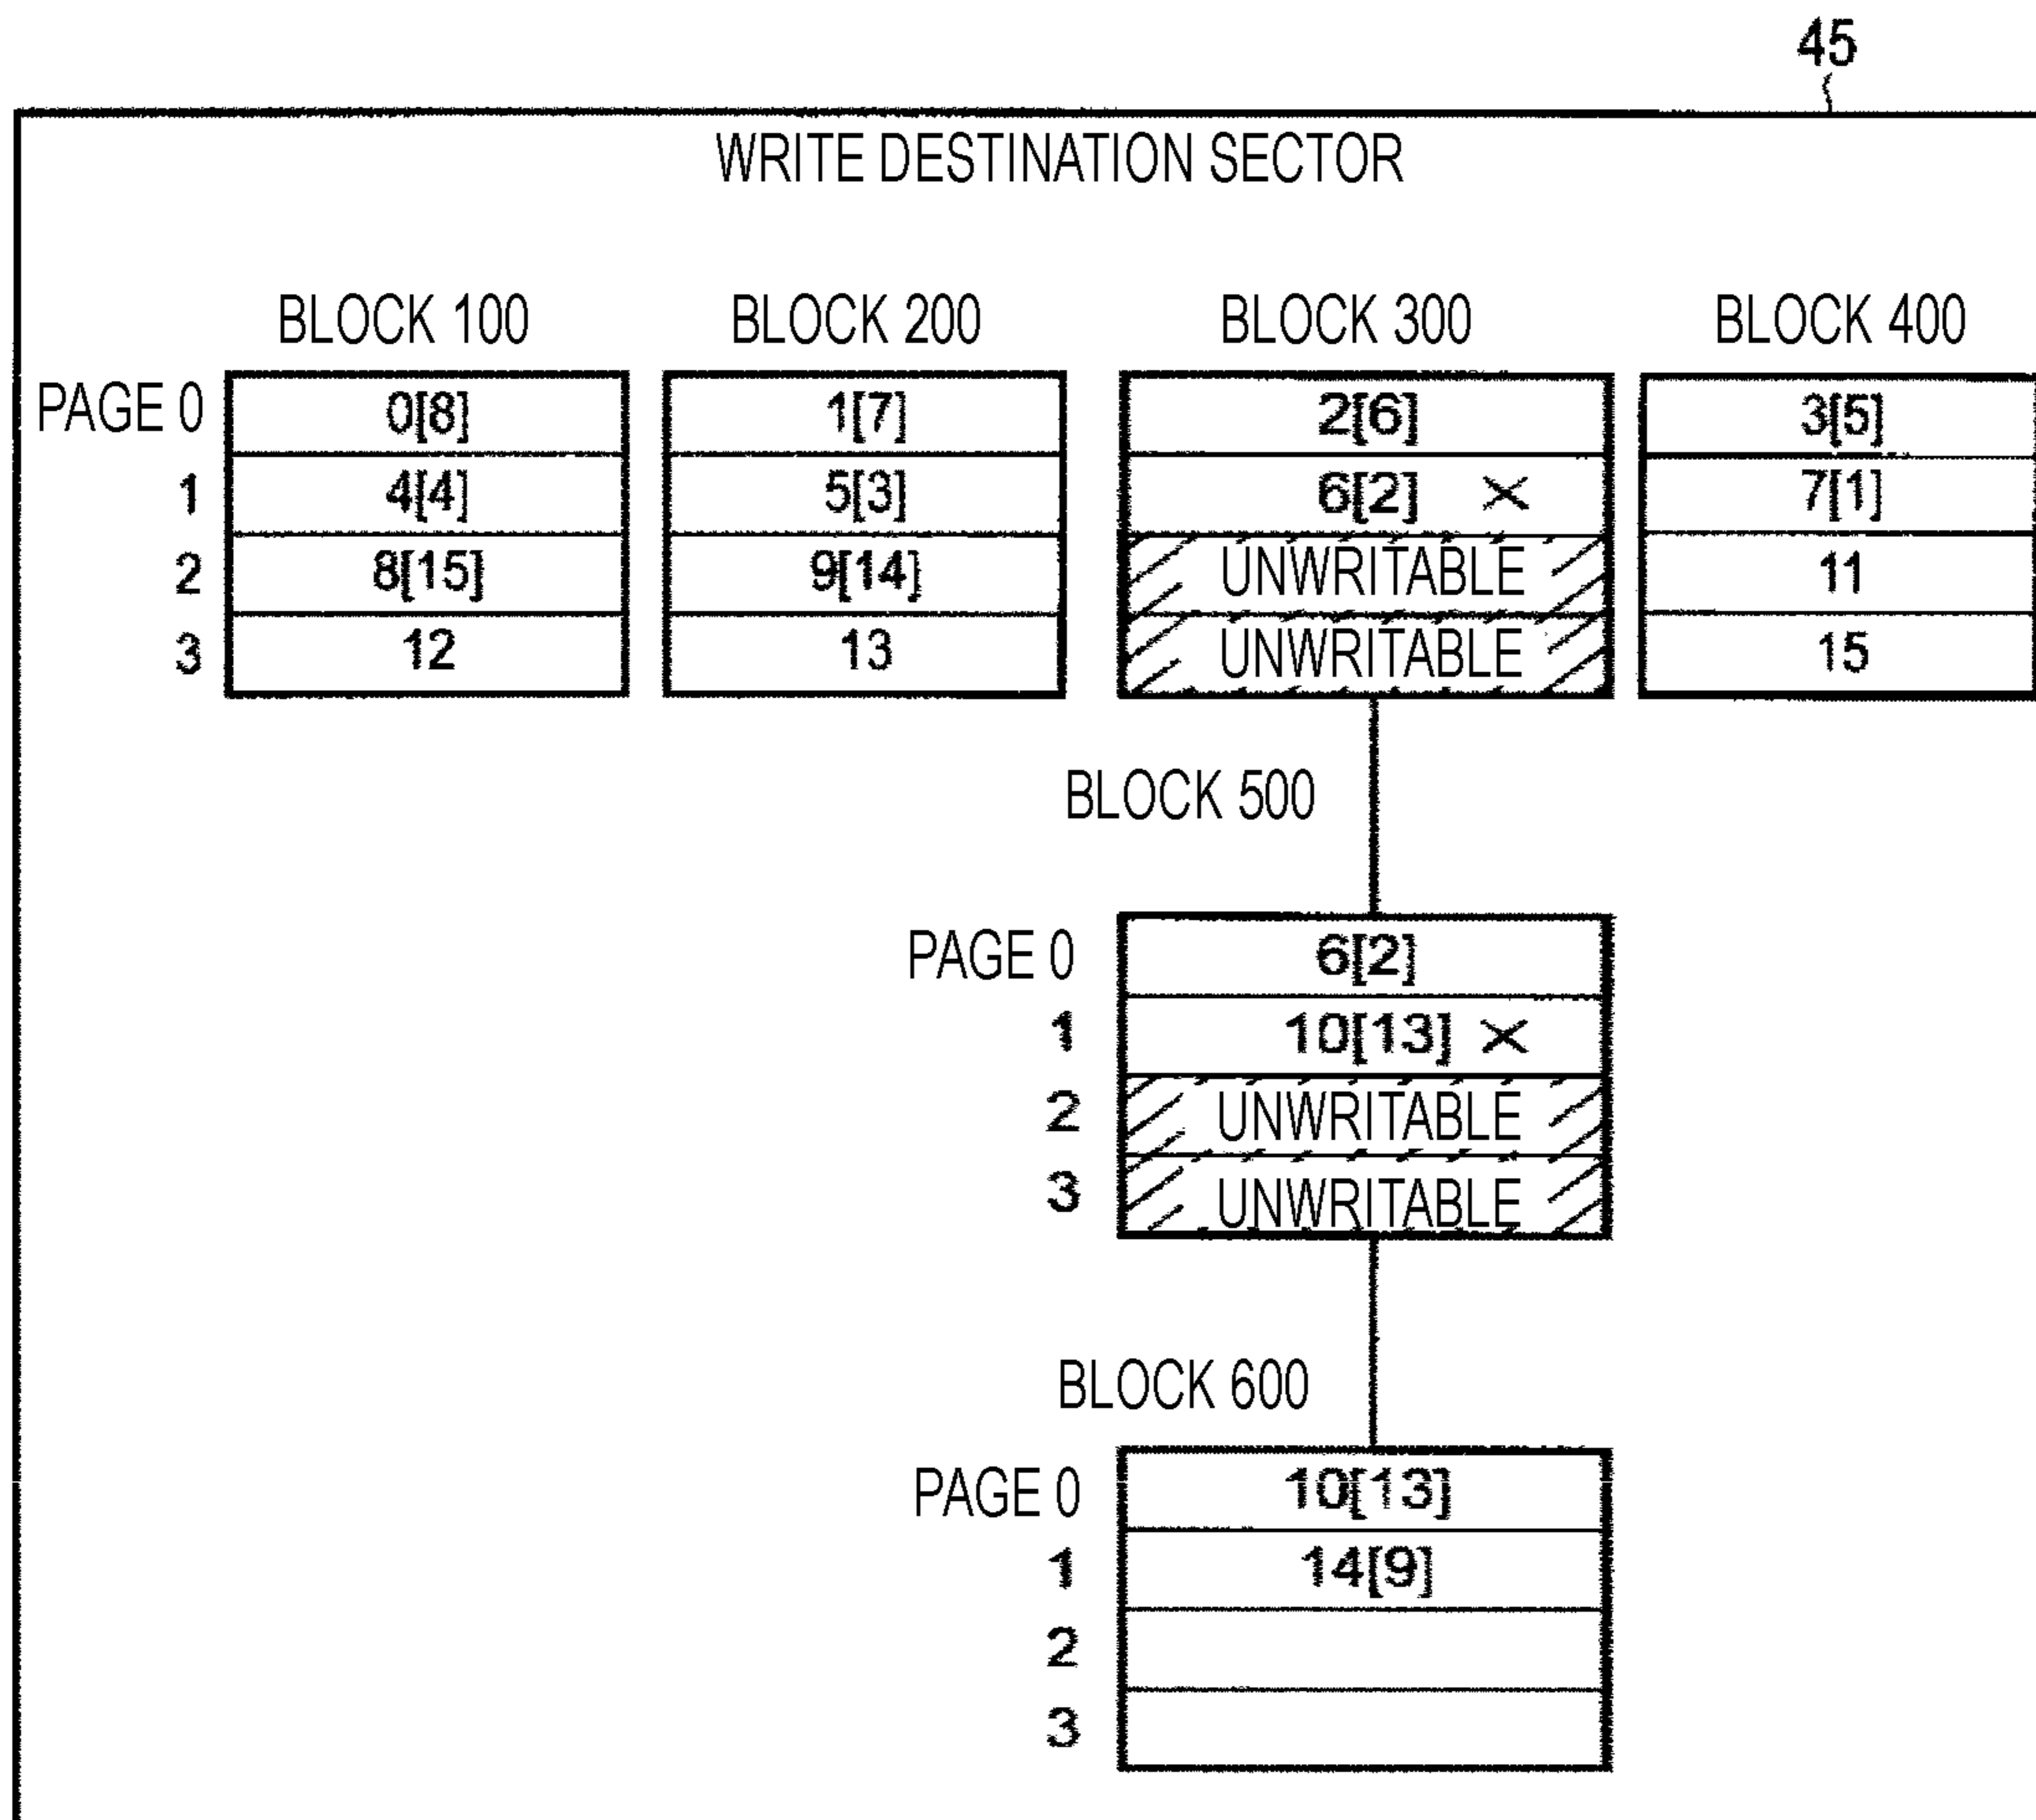 45
WRITE DESTINATION SECTOR
BLOCK 100 BLOCK 200 BLOCK 300 BLOCK 400
PAGE 0 0[8] 1[7] 2[6] 3[5]
1 4[4] 5[3] 6[2] X 7[1]
2 8[15] 9[14] UNWRITABLE 11
3 12 13 UNWRITABLE 15
BLOCK 500
PAGE 0 6[2]
1 10[13] X
2 UNWRITABLE
3 UNWRITABLE
BLOCK 600
PAGE 0 10[13]
1 14[9]
2
3